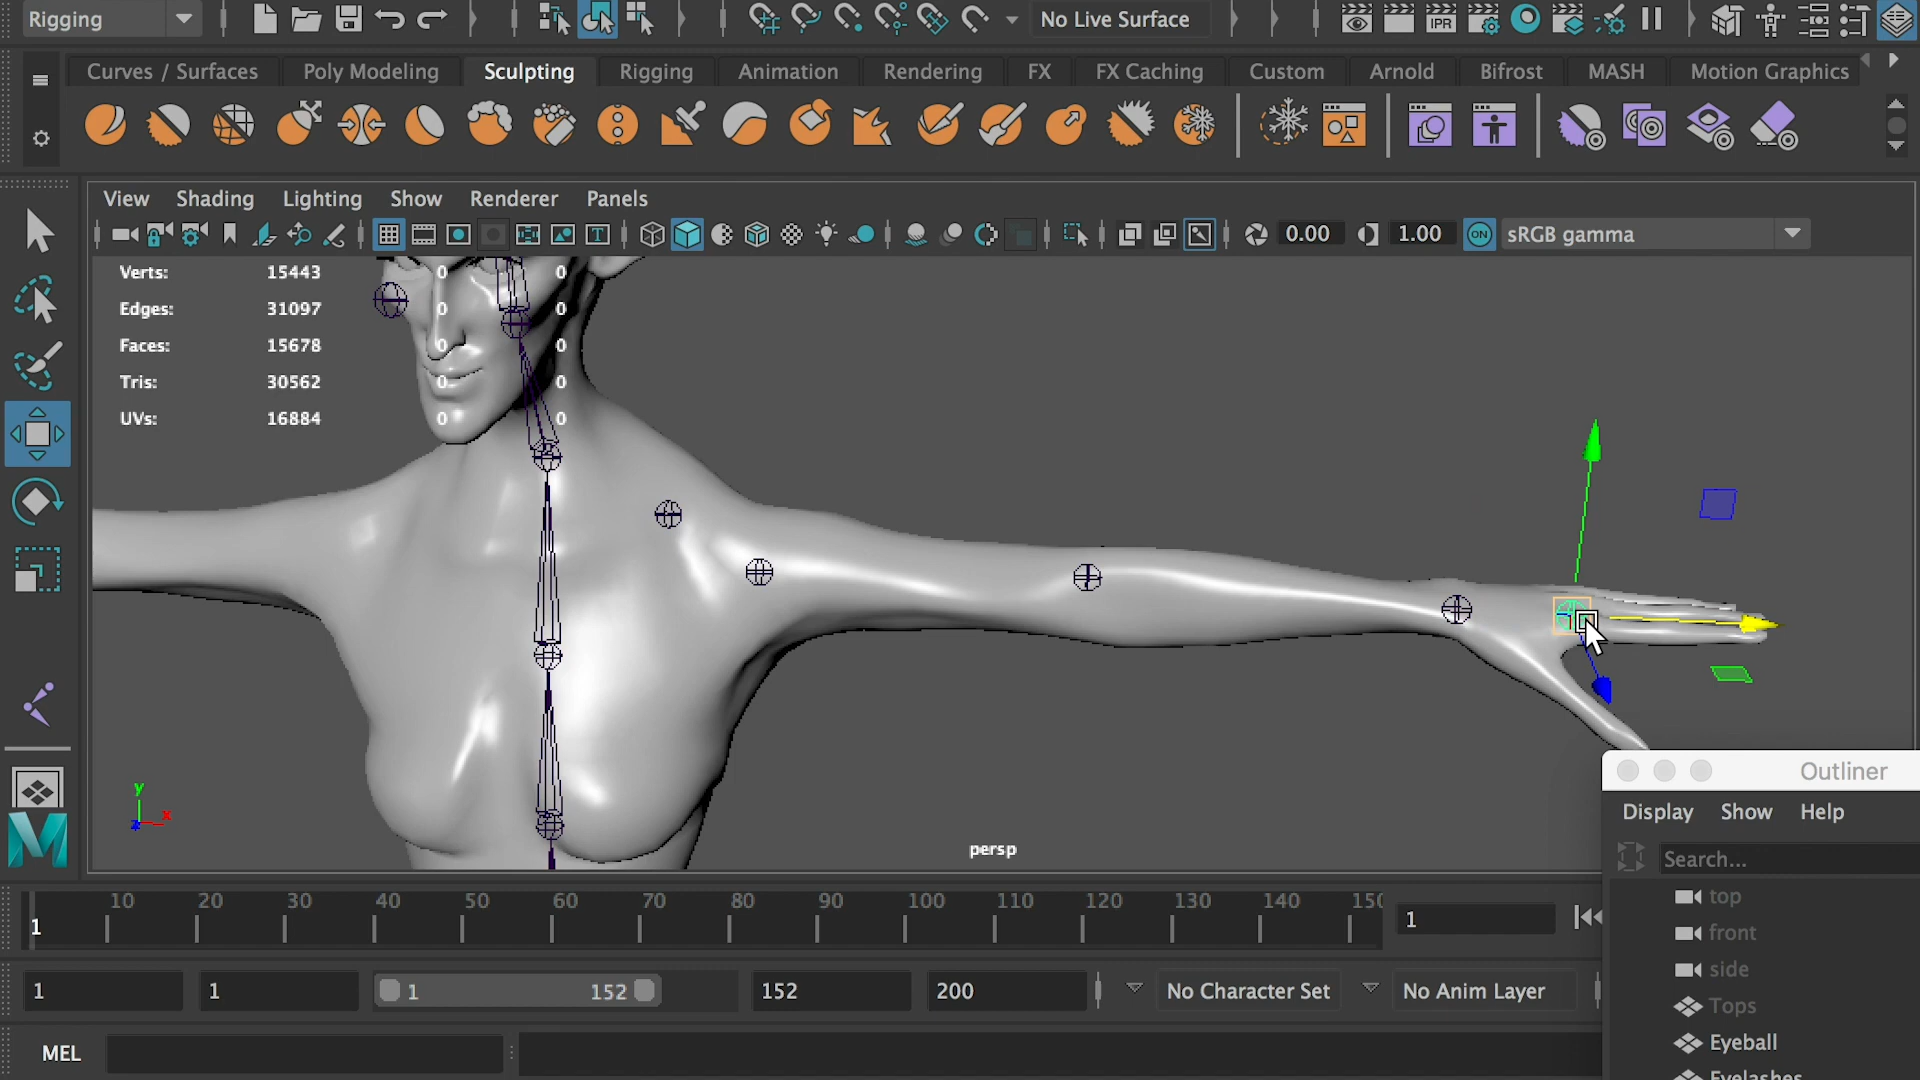 Rigging
No Live Surface
IPR
Curves / Surfaces Poly Modeling Sculpting Rigging Animation Rendering FX FX Caching Custom Arnold Bifrost MASH Motion Graphics
View Shading Lighting Show Renderer Panels
0.00 1.00 ON sRGB gamma
Verts: 15443 0 0
Edges: 31097 0 0
Faces: 15678 0 0
Tris: 30562 0 0
UVs: 16884 0 0
y
x
z
persp
Outliner
Display Show Help
Search...
top
front
side
Tops
Eyeball
Eyelashes
10 20 30 40 50 60 70 80 90 100 110 120 130 140
1 1
1 1 1 152 152 200 No Character Set No Anim Layer
MEL